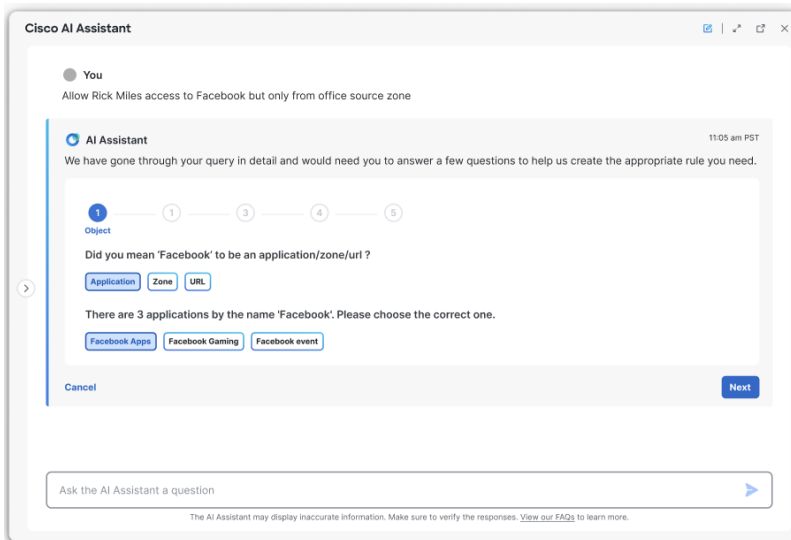 Cisco AI Assistant
You
Allow Rick Miles access to Facebook but only from office source zone
AI Assistant
11:05 am PST
We have gone through your query in detail and would need you to answer a few questions to help us create the appropriate rule you need.
1 1 3 4 5
Object
Did you mean ‘Facebook’ to be an application/zone/url ?
Application Zone URL
There are 3 applications by the name 'Facebook'. Please choose the correct one.
Facebook Apps Facebook Gaming Facebook event
Cancel Next
Ask the AI Assistant a question
The AI Assistant may display inaccurate information. Make sure to verify the responses. View our FAQs to learn more.